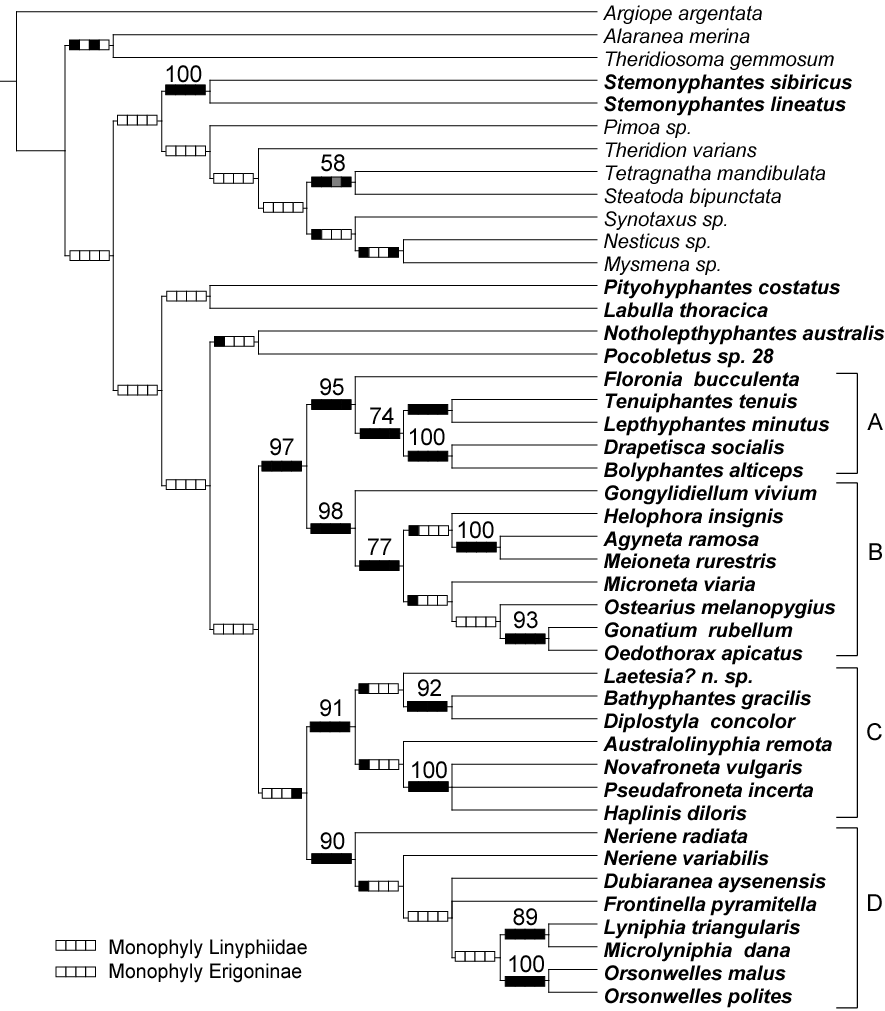 Argiope argentata
Alaranea merina
Theridiosoma gemmosum
100
Stemonyphantes sibiricus
Stemonyphantes lineatus
Pimoa sp.
Theridion varians
58
Tetragnatha mandibulata
Steatoda bipunctata
Synotaxus sp.
Nesticus sp.
Mysmena sp.
Pityohyphantes costatus
Labulla thoracica
Notholepthyphantes australis
Pocobletus sp. 28
95
Floronia bucculenta
Tenuiphantes tenuis
74
Lepthyphantes minutus
A
100
Drapetisca socialis
97
Bolyphantes alticeps
Gongylidiellum vivium
98
Helophora insignis
100
Agyneta ramosa
77
Meioneta rurestris
B
Microneta viaria
Ostearius melanopygius
93
Gonatium rubellum
Oedothorax apicatus
Laetesia? n. sp.
92
Bathyphantes gracilis
91
Diplostyla concolor
C
Australolinyphia remota
100
Novafroneta vulgaris
Pseudafroneta incerta
Haplinis diloris
90
Neriene radiata
Neriene variabilis
Dubiaranea aysenensis
Frontinella pyramitella
D
89
Lyniphia triangularis
Microlyniphia dana
100
Orsonwelles malus
Orsonwelles polites
Monophyly Linyphiidae
Monophyly Erigoninae